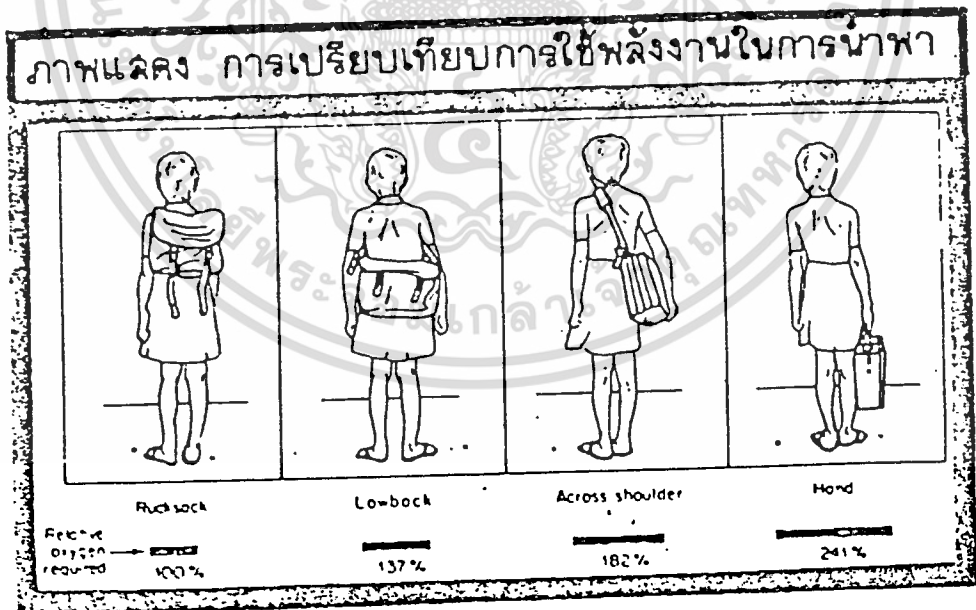 ภาพแสดง การเปรียบเทียบการใช้พลังงานในการนำพา
Rucksack
Lowback
Across shoulder
Hand
Relative
oxygen
required
100%
137%
182%
241%